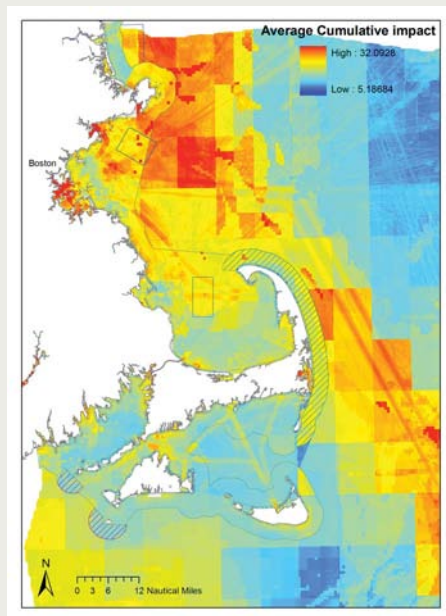 Average Cumulative impact
High : 32.0928
Low : 5.18684
Boston
N
0 3 6 12 Nautical Miles